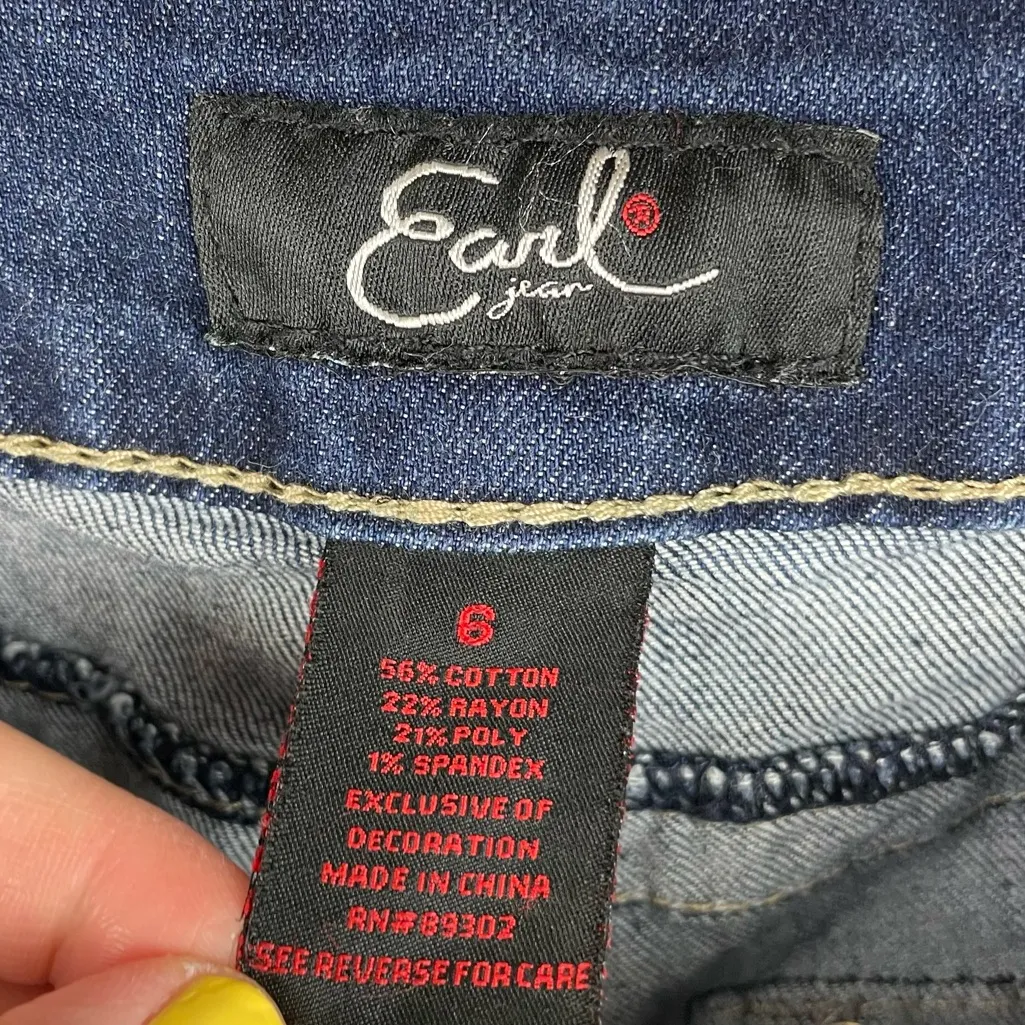 Earl®
jean
6
56% COTTON
22% RAYON
21% POLY
1% SPANDEX
EXCLUSIVE OF
DECORATION
MADE IN CHINA
RN#89302
SEE REVERSE FOR CARE